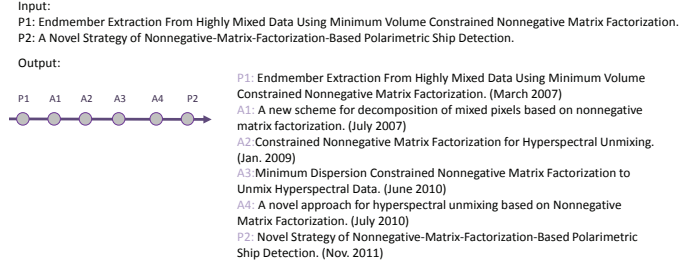 Input:
P1: Endmember Extraction From Highly Mixed Data Using Minimum Volume Constrained Nonnegative Matrix Factorization.
P2: A Novel Strategy of Nonnegative-Matrix-Factorization-Based Polarimetric Ship Detection.
Output:
P1 A1 A2 A3 A4 P2
P1: Endmember Extraction From Highly Mixed Data Using Minimum Volume
Constrained Nonnegative Matrix Factorization. (March 2007)
A1: A new scheme for decomposition of mixed pixels based on nonnegative
matrix factorization. (July 2007)
A2:Constrained Nonnegative Matrix Factorization for Hyperspectral Unmixing.
(Jan. 2009)
A3:Minimum Dispersion Constrained Nonnegative Matrix Factorization to
Unmix Hyperspectral Data. (June 2010)
A4: A novel approach for hyperspectral unmixing based on Nonnegative
Matrix Factorization. (July 2010)
P2: Novel Strategy of Nonnegative-Matrix-Factorization-Based Polarimetric
Ship Detection. (Nov. 2011)